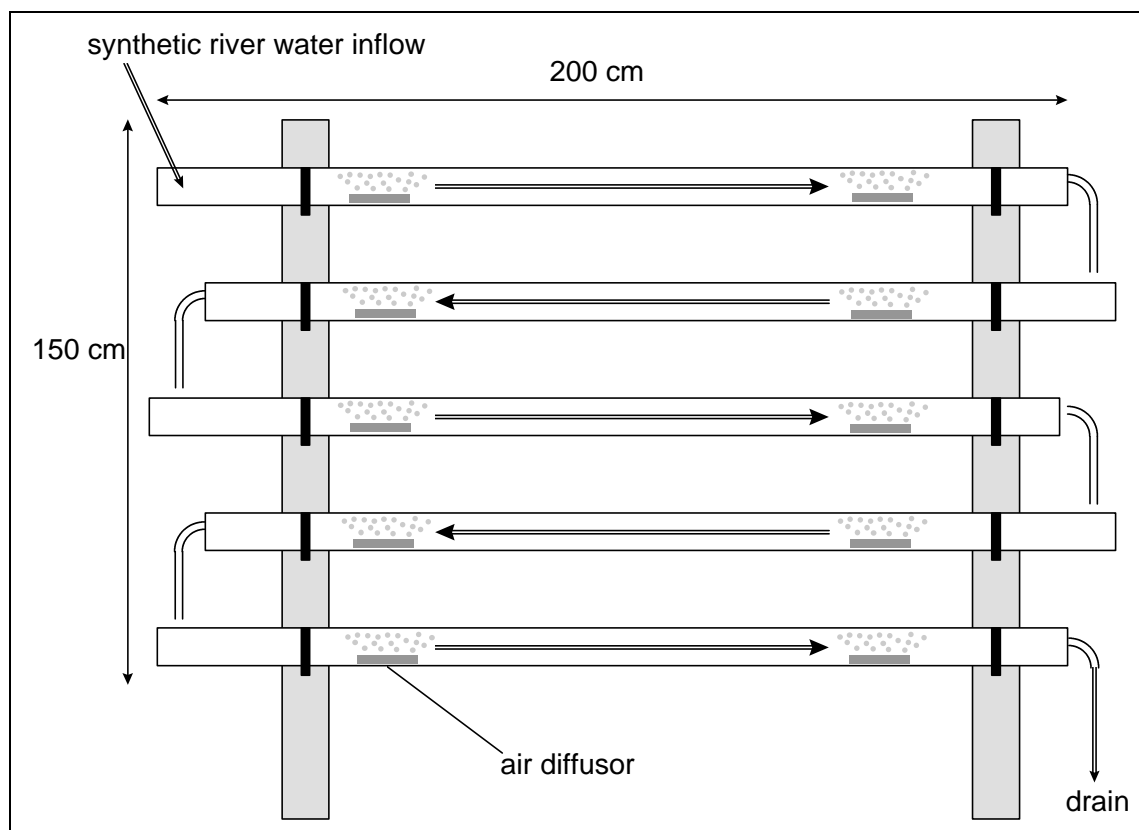 synthetic river water inflow
200 cm
150 cm
air diffusor
drain